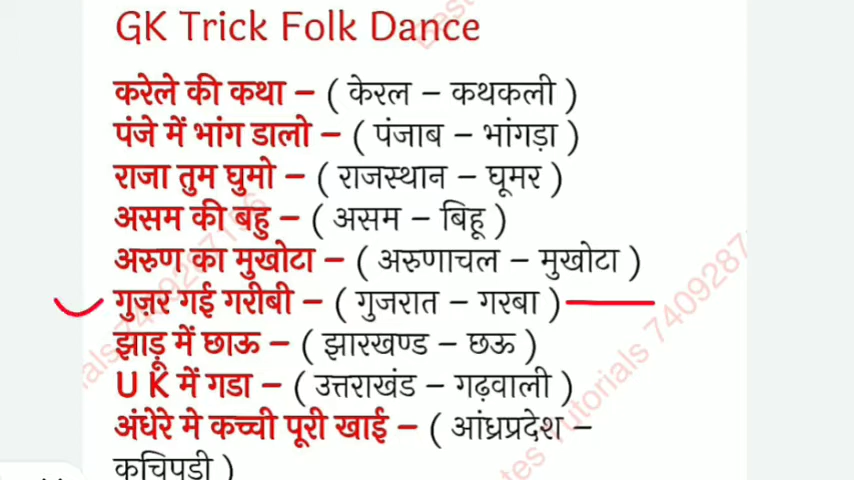 GK Trick Folk Dance
करेले की कथा – ( केरल – कथकली )
पंजे में भांग डालो – ( पंजाब – भांगड़ा )
राजा तुम घुमो – ( राजस्थान – घूमर )
असम की बहु – ( असम – बिहू )
अरुण का मुखोटा – ( अरुणाचल – मुखोटा )
गुज़र गई गरीबी – ( गुजरात – गरबा )
झाड़ू में छाऊ – ( झारखण्ड – छऊ )
U K में गडा – ( उत्तराखंड – गढ़वाली )
अंधेरे मे कच्ची पूरी खाई – ( आंध्रप्रदेश –
कुचिपुड़ी )